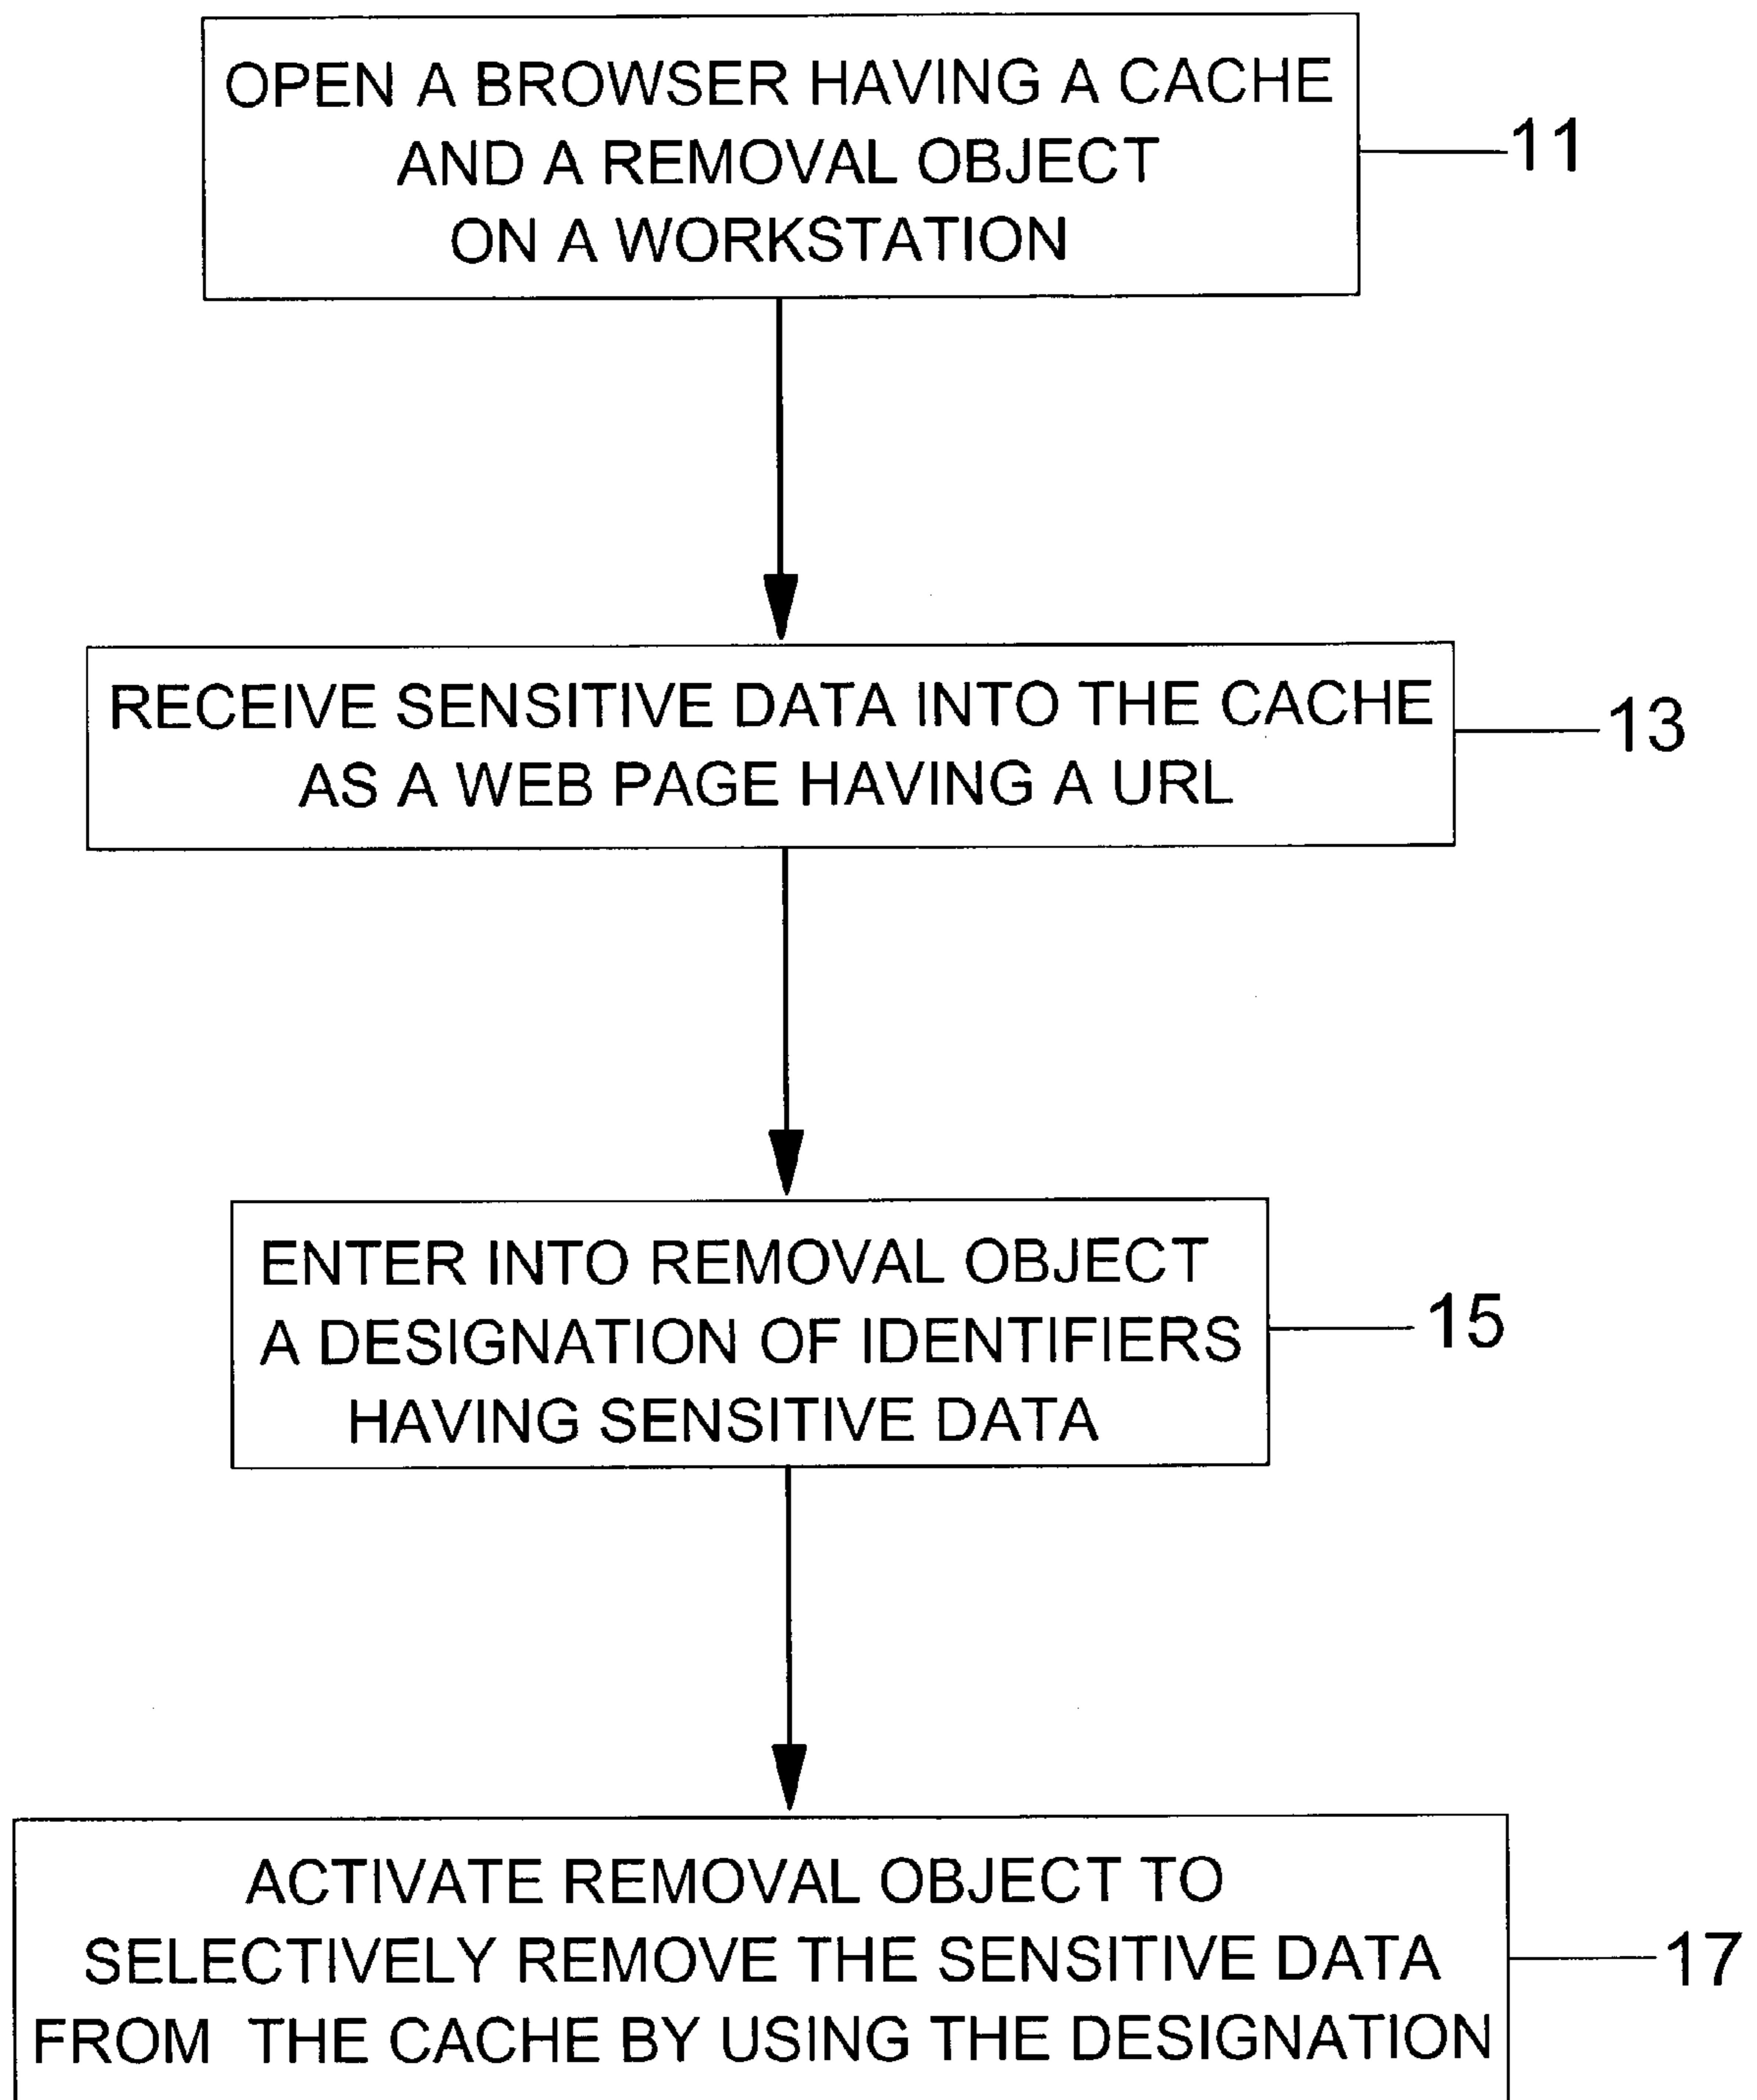 OPEN A BROWSER HAVING A CACHE
AND A REMOVAL OBJECT
ON A WORKSTATION
11
RECEIVE SENSITIVE DATA INTO THE CACHE
AS A WEB PAGE HAVING A URL
13
ENTER INTO REMOVAL OBJECT
A DESIGNATION OF IDENTIFIERS
HAVING SENSITIVE DATA
15
ACTIVATE REMOVAL OBJECT TO
SELECTIVELY REMOVE THE SENSITIVE DATA
FROM THE CACHE BY USING THE DESIGNATION
17